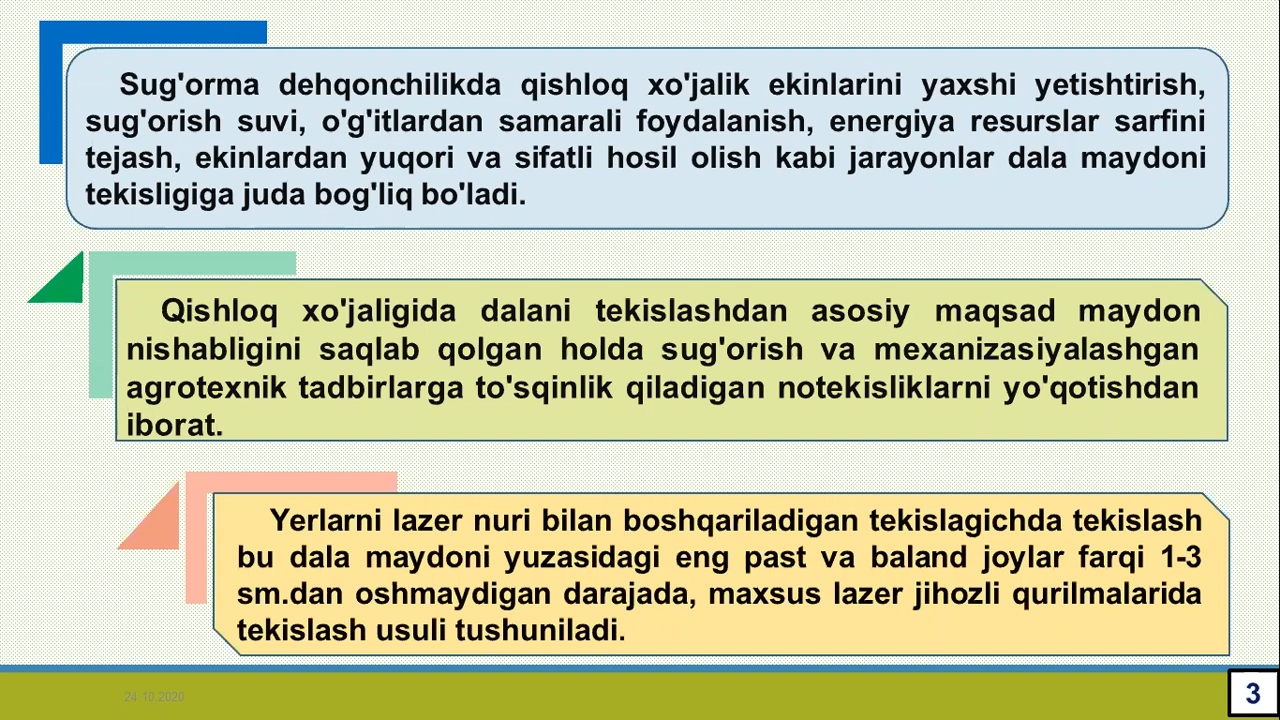 Sug'orma dehqonchilikda qishloq xo'jalik ekinlarini yaxshi yetishtirish,
sug'orish suvi, o'g'itlardan samarali foydalanish, energiya resurslar sarfini
tejash, ekinlardan yuqori va sifatli hosil olish kabi jarayonlar dala maydoni
tekisligiga juda bog'liq bo'ladi.
Qishloq xo'jaligida dalani tekislashdan asosiy maqsad maydon
nishabligini saqlab qolgan holda sug'orish va mexanizasiyalashgan
agrotexnik tadbirlarga to'sqinlik qiladigan notekisliklarni yo'qotishdan
iborat.
Yerlarni lazer nuri bilan boshqariladigan tekislagichda tekislash
bu dala maydoni yuzasidagi eng past va baland joylar farqi 1-3
sm.dan oshmaydigan darajada, maxsus lazer jihozli qurilmalarida
tekislash usuli tushuniladi.
24.10.2020
3